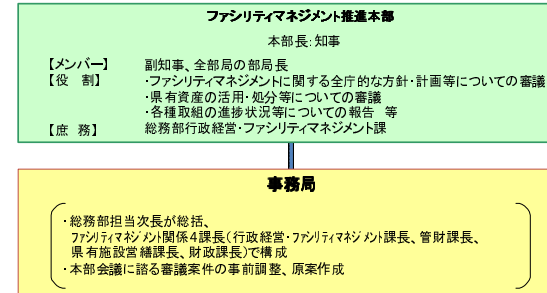 ファシリティマネジメント推進本部
本部長:知事
【メンバー】 副知事、全部局の部局長
【役 割】 ・ファシリティマネジメントに関する全庁的な方針・計画等についての審議
・県有資産の活用・処分等についての審議
・各種取組の進捗状況等についての報告 等
【庶 務】 総務部行政経営・ファシリティマネジメント課
事務局
・総務部担当次長が総括、
ファシリティマネジメント関係4課長(行政経営・ファシリティマネジメント課長、管財課長、
県有施設営繕課長、財政課長)で構成
・本部会議に諮る審議案件の事前調整、原案作成